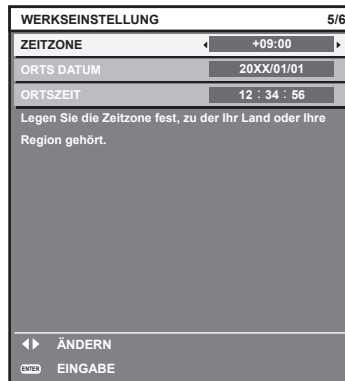 WERKSEINSTELLUNG 5/6
ZEITZONE +09:00
ORTS DATUM 20XX/01/01
ORTSZEIT 12 : 34 : 56
Legen Sie die Zeitzone fest, zu der Ihr Land oder Ihre
Region gehört.
ÄNDERN
ENTER EINGABE